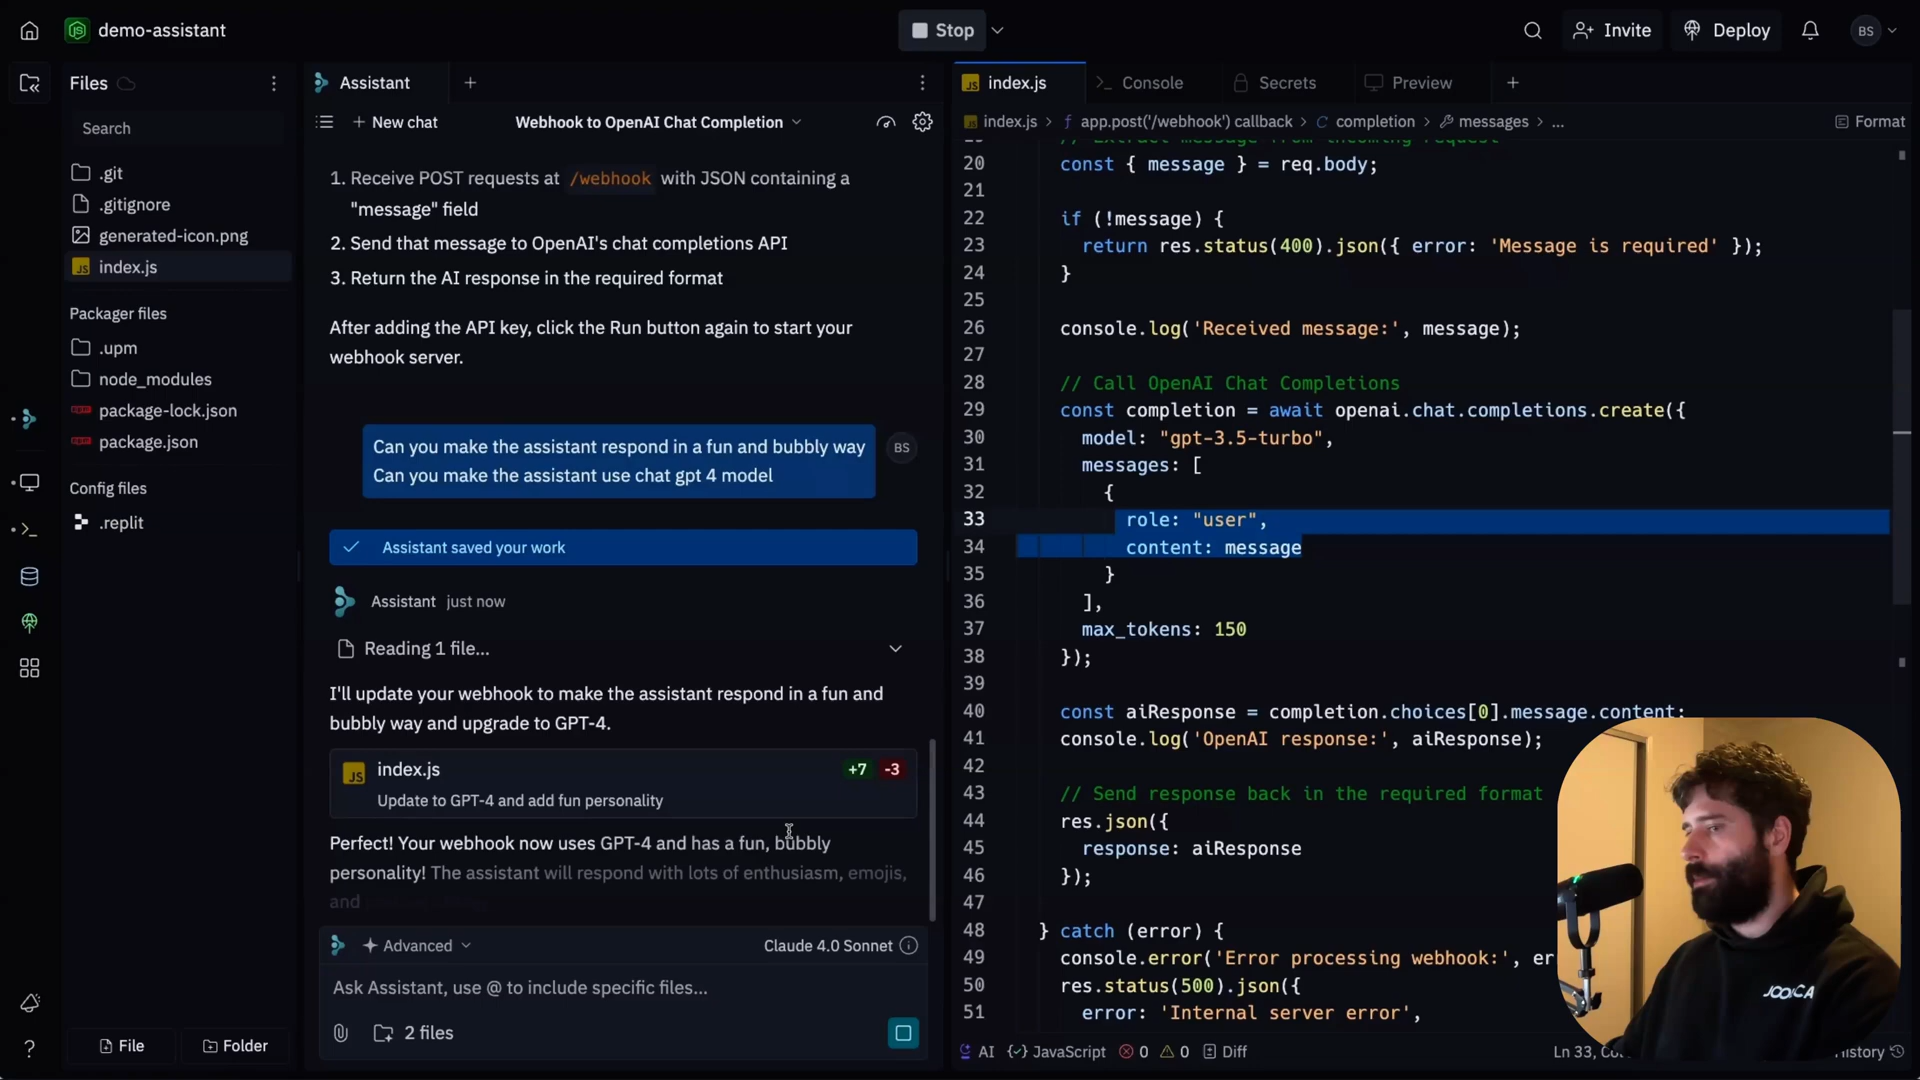 demo-assistant
Stop
Invite
Deploy
BS
Files
Search
.git
.gitignore
generated-icon.png
JS index.js
Packager files
.upm
node_modules
package-lock.json
package.json
Config files
.replit
File
Folder
Assistant
New chat
Webhook to OpenAI Chat Completion
1. Receive POST requests at /webhook with JSON containing a
"message" field
2. Send that message to OpenAI's chat completions API
3. Return the AI response in the required format
After adding the API key, click the Run button again to start your
webhook server.
Can you make the assistant respond in a fun and bubbly way
Can you make the assistant use chat gpt 4 model
BS
Assistant saved your work
Assistant just now
Reading 1 file...
I'll update your webhook to make the assistant respond in a fun and
bubbly way and upgrade to GPT-4.
JS index.js +7 -3
Update to GPT-4 and add fun personality
Perfect! Your webhook now uses GPT-4 and has a fun, bubbly
personality! The assistant will respond with lots of enthusiasm, emojis,
and
Advanced
Claude 4.0 Sonnet
Ask Assistant, use @ to include specific files...
2 files
JS index.js
Console
Secrets
Preview
JS index.js > app.post('/webhook') callback > completion > messages > ...
Format
// Extract message from incoming request
20 const { message } = req.body;
21
22 if (!message) {
23 return res.status(400).json({ error: 'Message is required' });
24 }
25
26 console.log('Received message:', message);
27
28 // Call OpenAI Chat Completions
29 const completion = await openai.chat.completions.create({
30 model: "gpt-3.5-turbo",
31 messages: [
32 {
33 role: "user",
34 content: message
35 }
36 ],
37 max_tokens: 150
38 });
39
40 const aiResponse = completion.choices[0].message.content;
41 console.log('OpenAI response:', aiResponse);
42
43 // Send response back in the required format
44 res.json({
45 response: aiResponse
46 });
47
48 } catch (error) {
49 console.error('Error processing webhook:', er
50 res.status(500).json({
51 error: 'Internal server error',
AI
JavaScript
0
0
Diff
Ln 33, Co
History